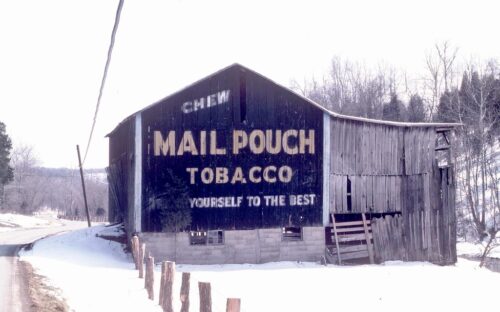 CHEW
MAIL POUCH
TOBACCO
YOURSELF TO THE BEST